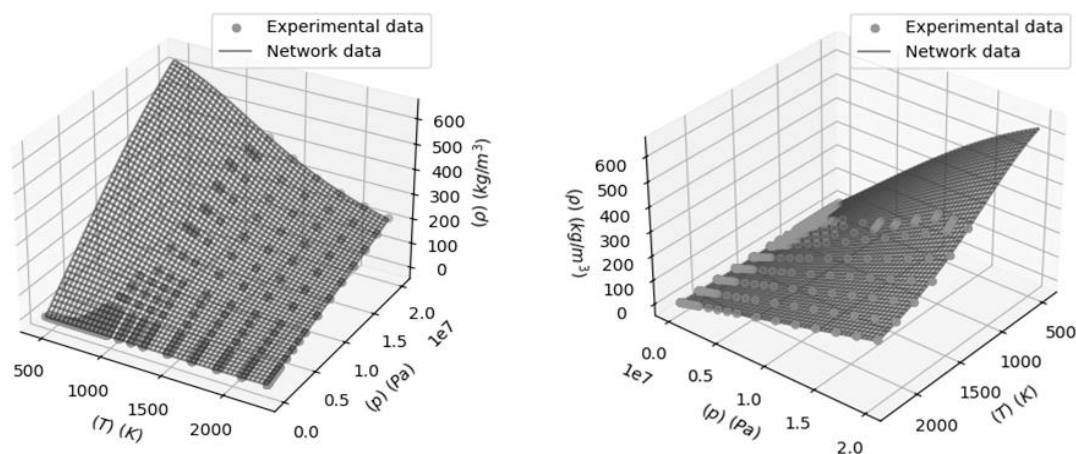 Experimental data
Network data
600
500
400
300
200
100
0
(ρ) (kg/m³)
2.0
1e7
1.5
1.0
0.5
0.0
(p) (Pa)
500
1000
1500
2000
(T) (K)
Experimental data
Network data
600
500
400
300
200
100
0
(ρ) (kg/m³)
0.0
1e7
0.5
1.0
1.5
2.0
(p) (Pa)
500
1000
1500
2000
(T) (K)